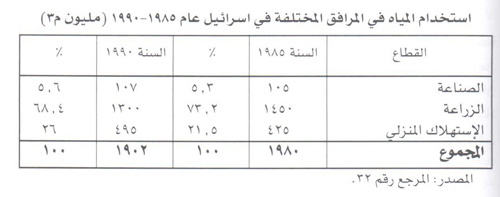 استخدام المياه في المرافق المختلفة في اسرائيل عام ١٩٨٥-١٩٩٠ (مليون م٣)
القطاع السنة ١٩٨٥ ٪ السنة ١٩٩٠ ٪
الصناعة ١٠٥ ٥,٣ ١٠٧ ٥,٦
الزراعة ١٤٥٠ ٧٣,٢ ١٣٠٠ ٦٨,٤
الإستهلاك المنزلي ٤٢٥ ٢١,٥ ٤٩٥ ٢٦
المجموع ١٩٨٠ ١٠٠ ١٩٠٢ ١٠٠
المصدر: المرجع رقم ٣٢.